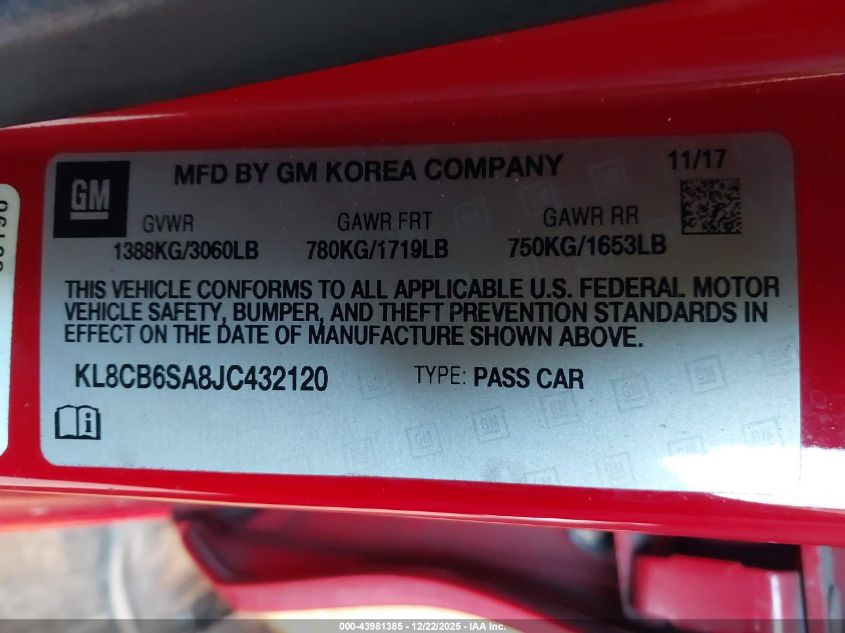 MFD BY GM KOREA COMPANY 11/17
GM
GVWR GAWR FRT GAWR RR
1388KG/3060LB 780KG/1719LB 750KG/1653LB
THIS VEHICLE CONFORMS TO ALL APPLICABLE U.S. FEDERAL MOTOR
VEHICLE SAFETY, BUMPER, AND THEFT PREVENTION STANDARDS IN
EFFECT ON THE DATE OF MANUFACTURE SHOWN ABOVE.
KL8CB6SA8JC432120 TYPE: PASS CAR
000-43981385 - 12/22/2025 - IAA Inc.